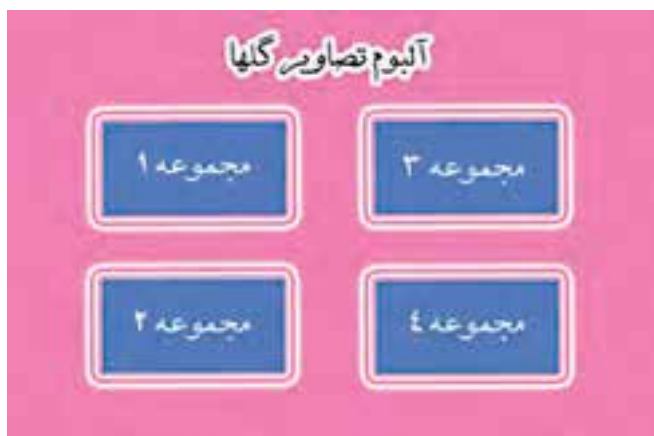 آلبوم تصاویر گلها
مجموعه ۳
مجموعه ۱
مجموعه ٤
مجموعه ۲